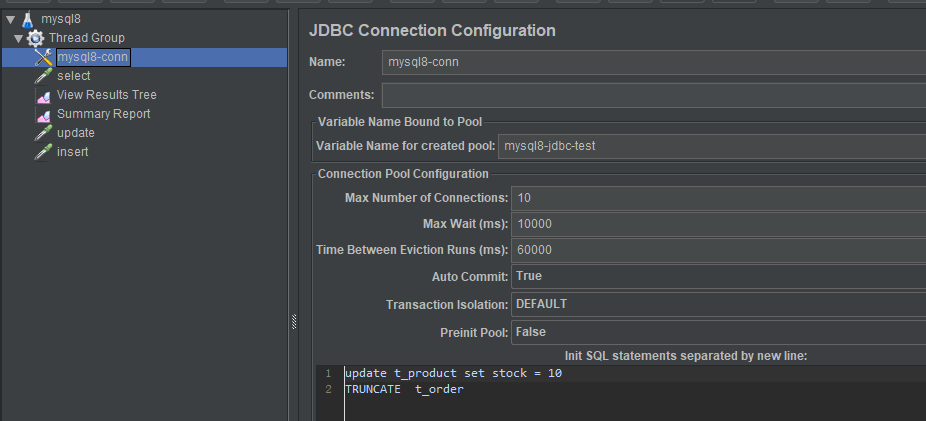 mysql8
Thread Group
mysql8-conn
select
View Results Tree
Summary Report
update
insert
JDBC Connection Configuration
Name: mysql8-conn
Comments:
Variable Name Bound to Pool
Variable Name for created pool: mysql8-jdbc-test
Connection Pool Configuration
Max Number of Connections: 10
Max Wait (ms): 10000
Time Between Eviction Runs (ms): 60000
Auto Commit: True
Transaction Isolation: DEFAULT
Preinit Pool: False
Init SQL statements separated by new line:
1 update t_product set stock = 10
2 TRUNCATE  t_order